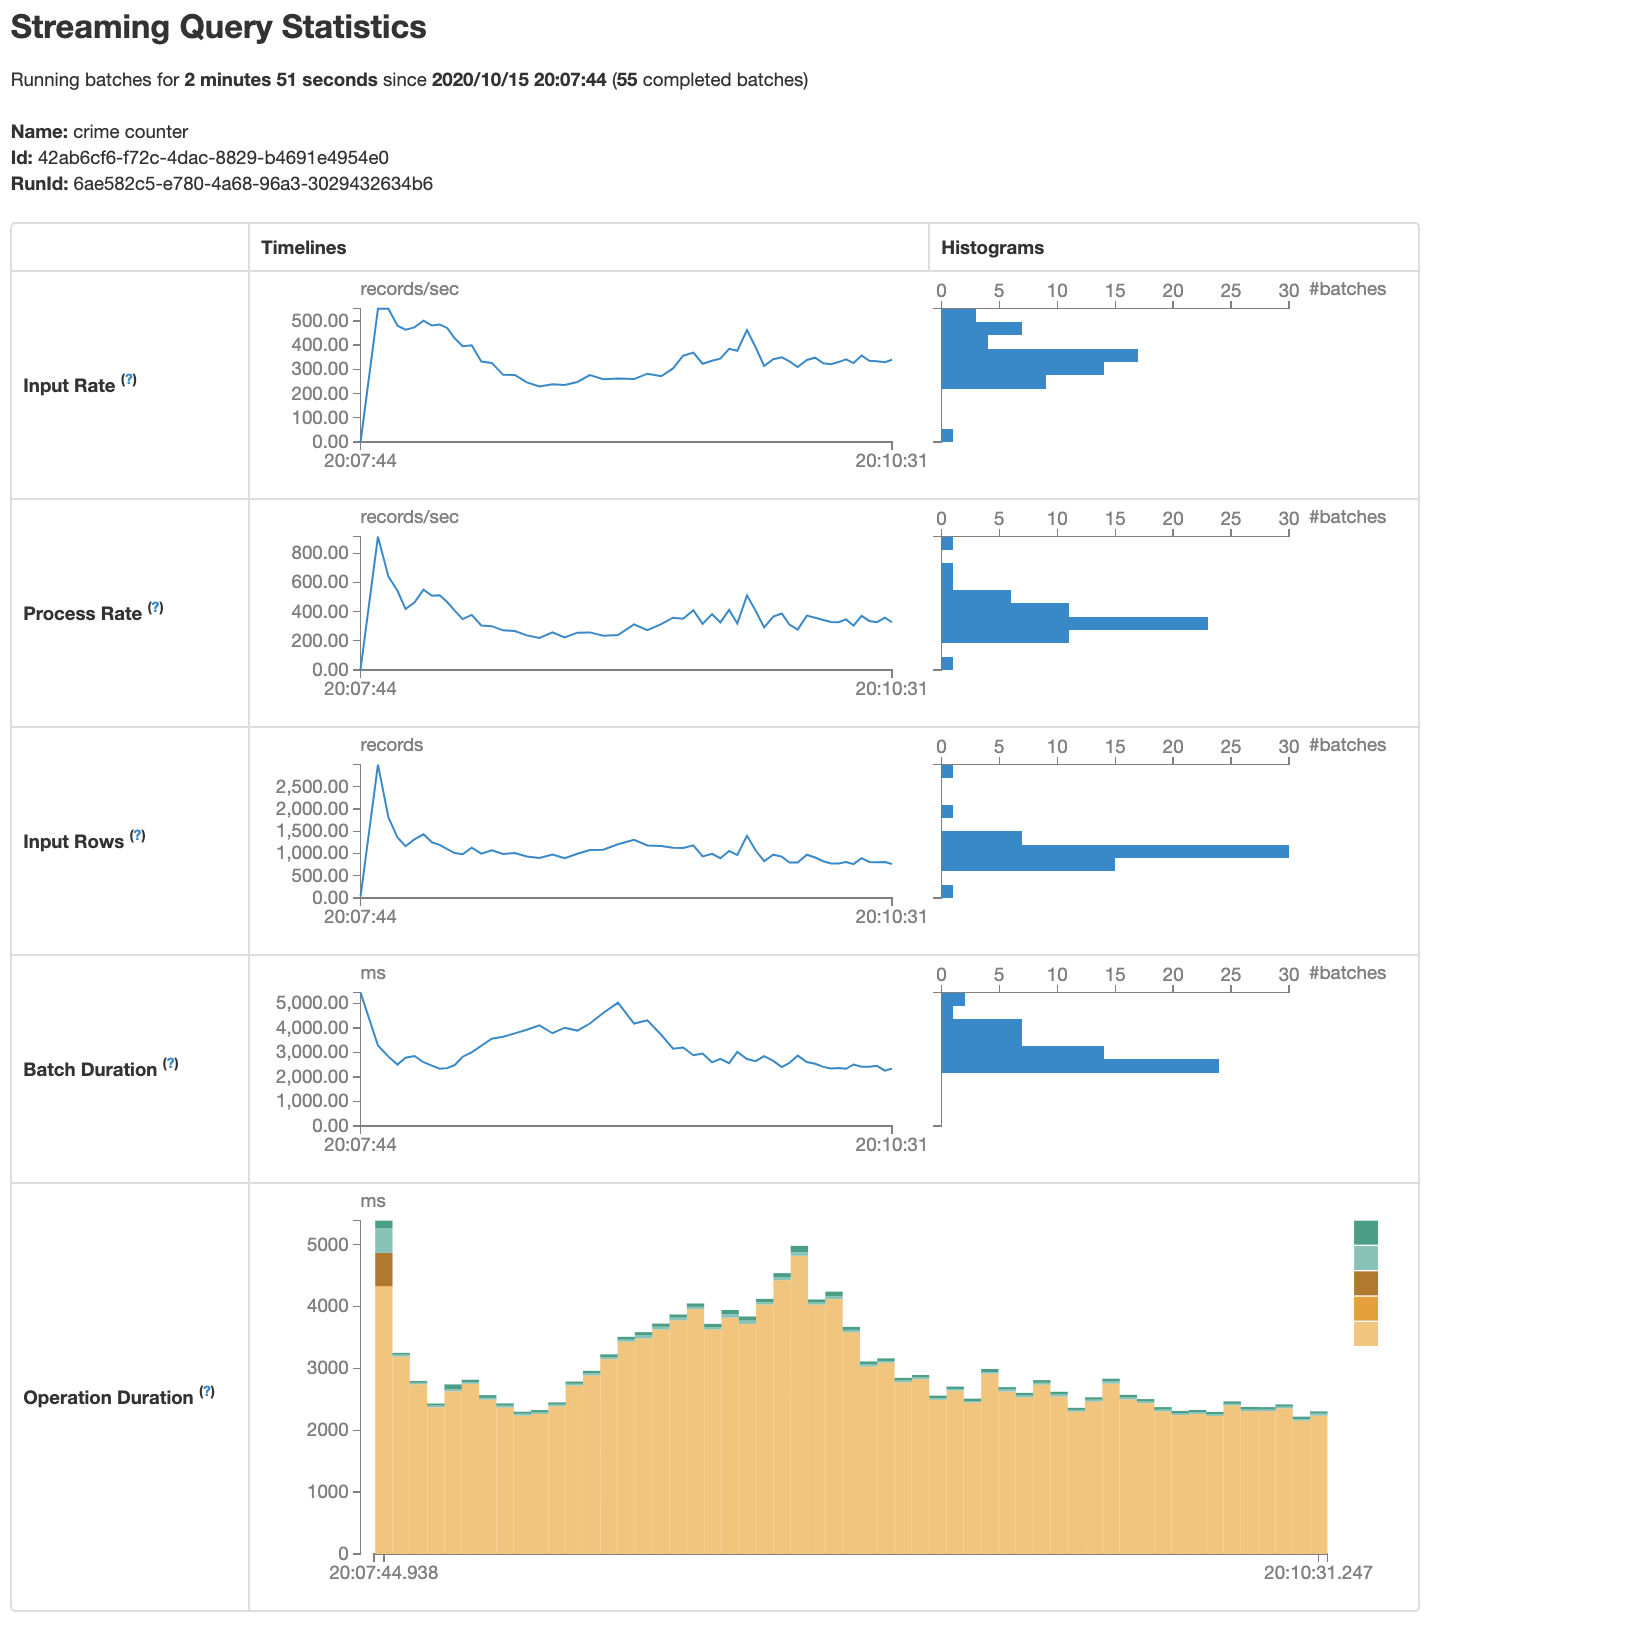 Streaming Query Statistics
Running batches for 2 minutes 51 seconds since 2020/10/15 20:07:44 (55 completed batches)
Name: crime counter
Id: 42ab6cf6-f72c-4dac-8829-b4691e4954e0
RunId: 6ae582c5-e780-4a68-96a3-3029432634b6
Timelines Histograms
Input Rate (?)
records/sec
500.00
400.00
300.00
200.00
100.00
0.00
20:07:44 20:10:31
0 5 10 15 20 25 30 #batches
Process Rate (?)
records/sec
800.00
600.00
400.00
200.00
0.00
20:07:44 20:10:31
0 5 10 15 20 25 30 #batches
Input Rows (?)
records
2,500.00
2,000.00
1,500.00
1,000.00
500.00
0.00
20:07:44 20:10:31
0 5 10 15 20 25 30 #batches
Batch Duration (?)
ms
5,000.00
4,000.00
3,000.00
2,000.00
1,000.00
0.00
20:07:44 20:10:31
0 5 10 15 20 25 30 #batches
Operation Duration (?)
ms
5000
4000
3000
2000
1000
0
20:07:44.938 20:10:31.247